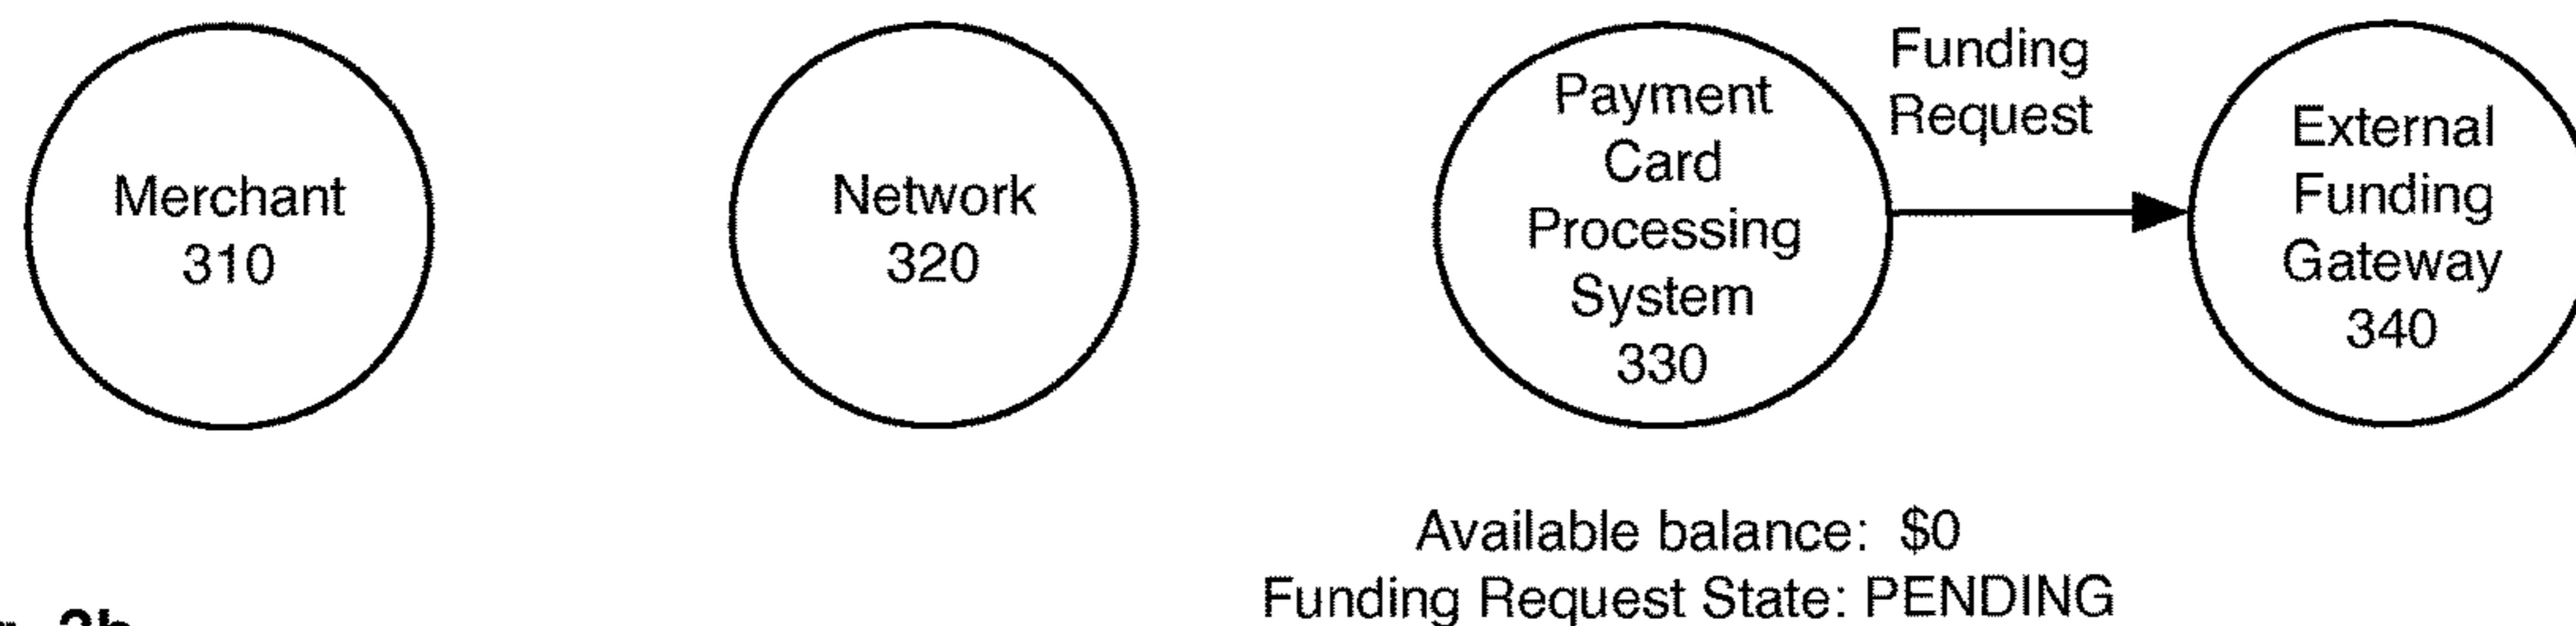 Merchant
310
Network
320
Payment
Card
Processing
System
330
Funding
Request
External
Funding
Gateway
340
Available balance: $0
Funding Request State: PENDING